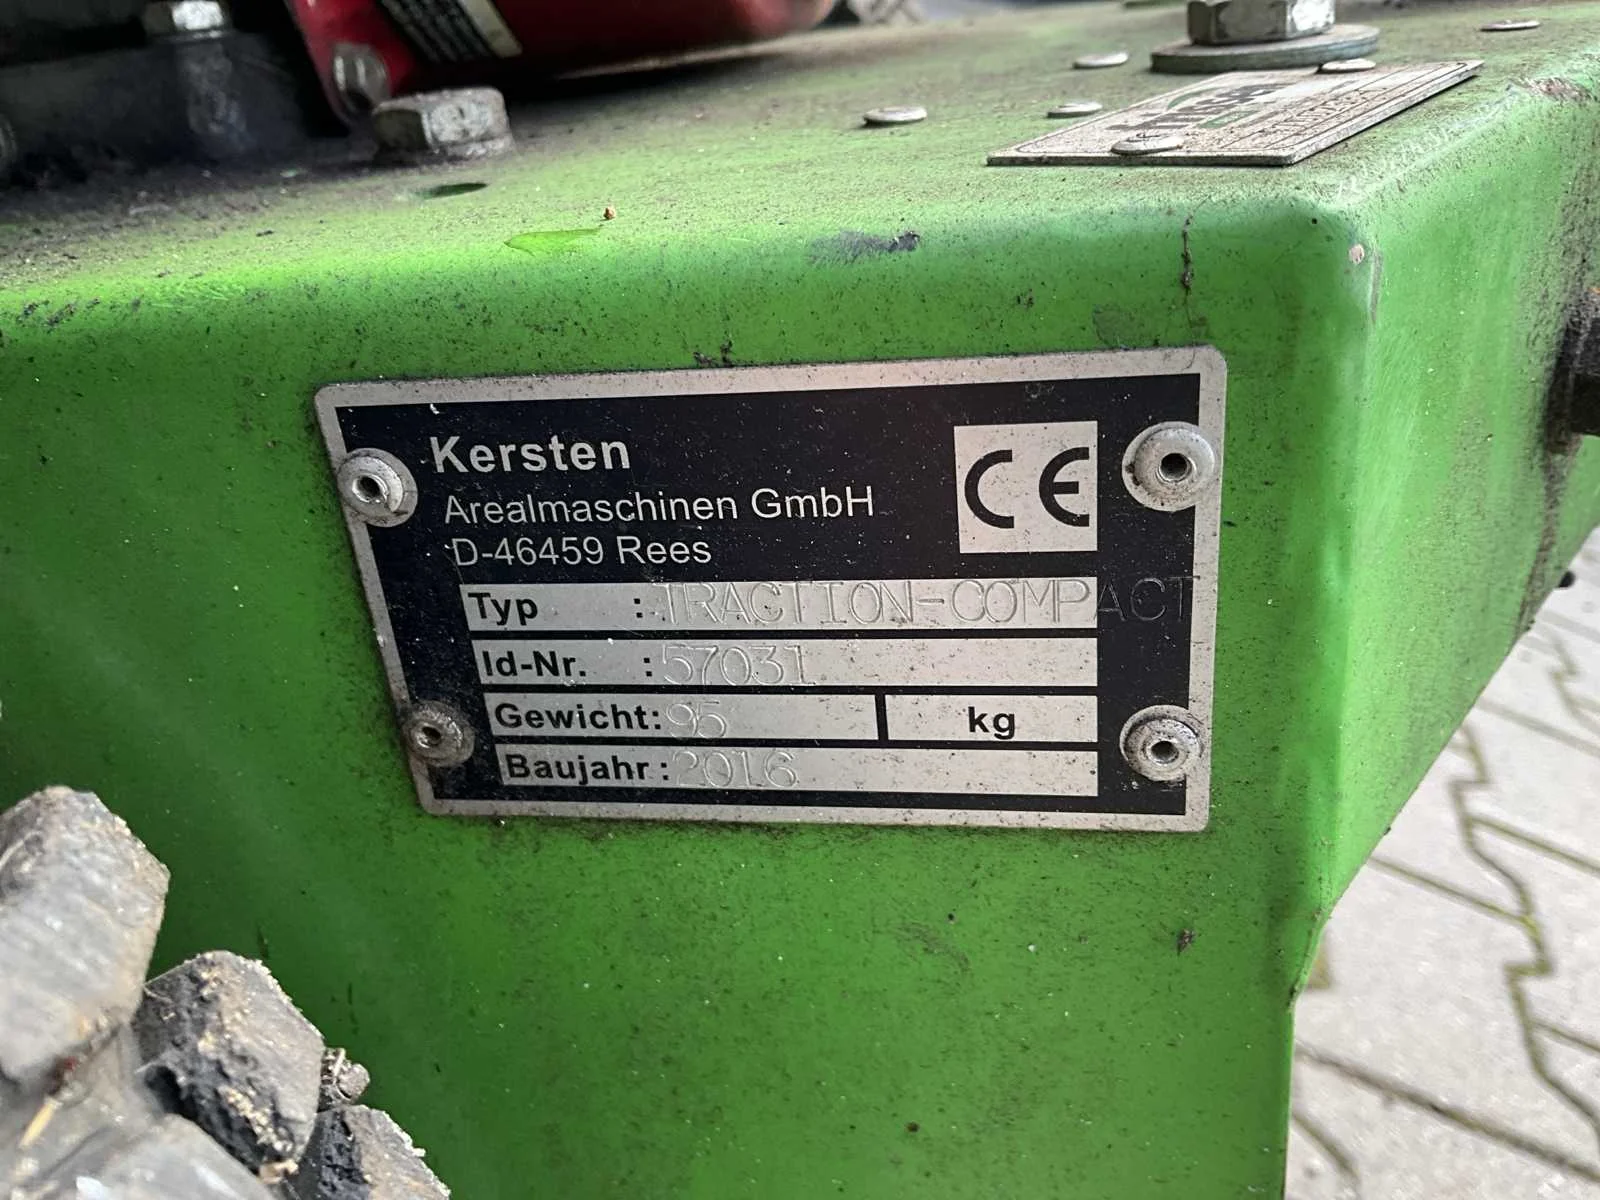 Kersten
Arealmaschinen GmbH
D-46459 Rees
CE
Typ : TRACTION-COMPACT
Id-Nr. : 57031
Gewicht: 95 kg
Baujahr : 2016